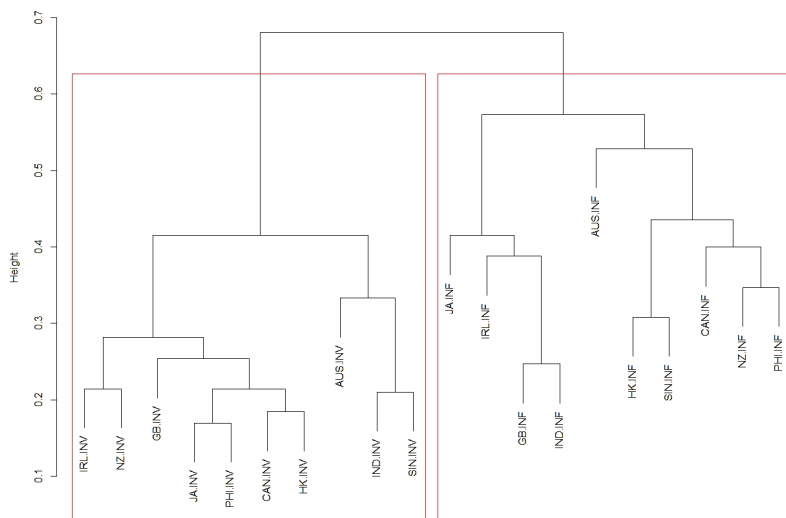 0.7
0.6
0.5
0.4
0.3
0.2
0.1
Height
IRL.INV
NZ.INV
GB.INV
JA.INV
PHI.INV
CAN.INV
HK.INV
AUS.INV
IND.INV
SIN.INV
JA.INF
IRL.INF
GB.INF
IND.INF
AUS.INF
HK.INF
SIN.INF
CAN.INF
NZ.INF
PHI.INF